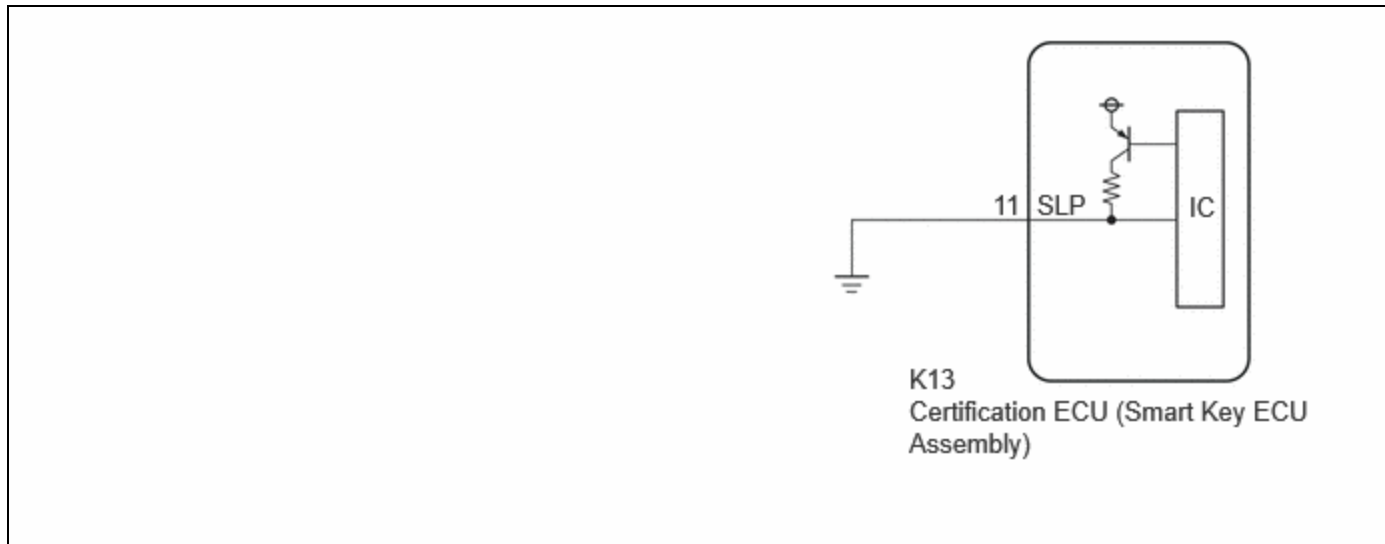 11 SLP
IC
K13
Certification ECU (Smart Key ECU
Assembly)